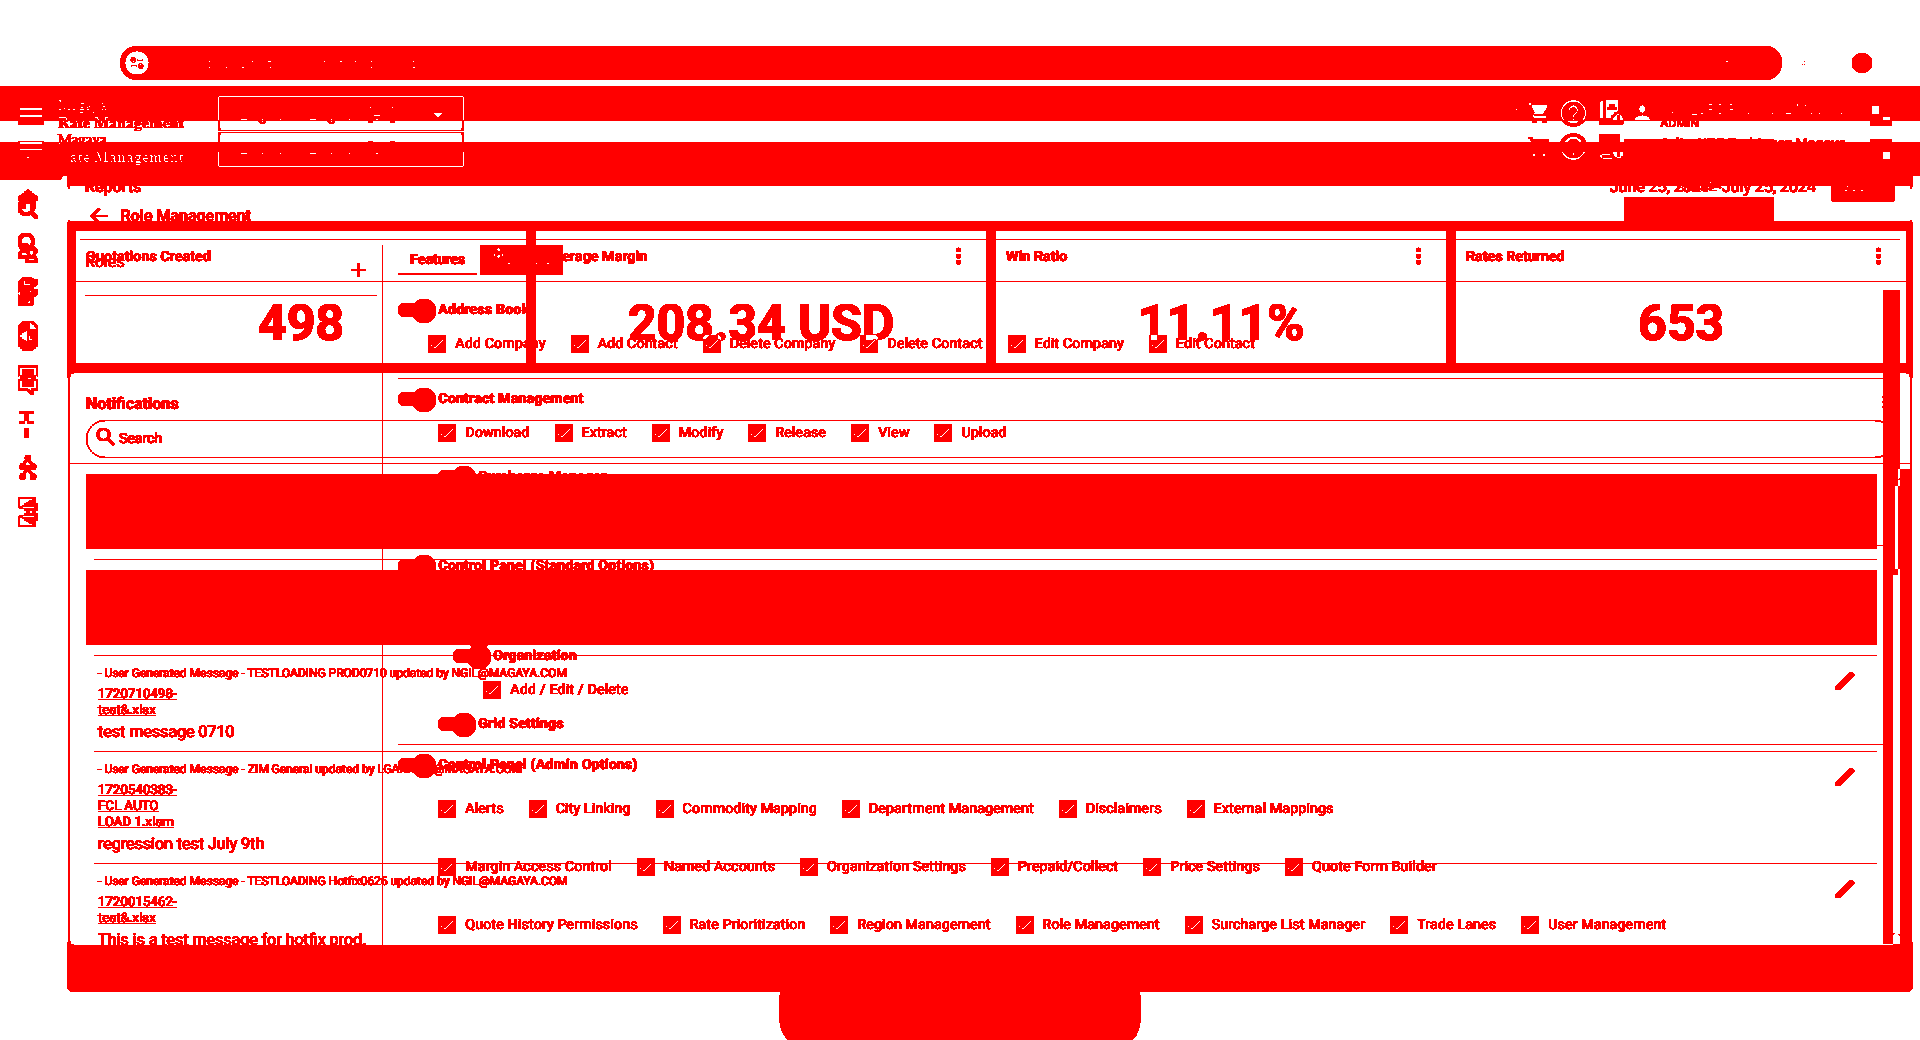 Rate Management
Magaya
Rate Management
ADMIN
Reports
June 25, 2024 - July 25, 2024
Role Management
Quotations Created
Roles
Features
erage Margin
Win Ratio
Rates Returned
498
208.34 USD
11.11%
653
Address Book
Add Company
Add Contact
Delete Company
Delete Contact
Edit Company
Edit Contact
Contract Management
Notifications
Search
Download
Extract
Modify
Release
View
Upload
Surcharge Manager
Control Panel (Standard Options)
Organization
- User Generated Message - TESTLOADING PROD0710 updated by NGIL@MAGAYA.COM
Add / Edit / Delete
1720710498-
test&.xlsx
Grid Settings
test message 0710
Control Panel (Admin Options)
- User Generated Message - ZIM General updated by
1720540383-
FCL AUTO
LOAD 1.xlsm
Alerts
City Linking
Commodity Mapping
Department Management
Disclaimers
External Mappings
regression test July 9th
Margin Access Control
Named Accounts
Organization Settings
Prepaid/Collect
Price Settings
Quote Form Builder
- User Generated Message - TESTLOADING Hotfix0626 updated by NGIL@MAGAYA.COM
1720015462-
test&.xlsx
Quote History Permissions
Rate Prioritization
Region Management
Role Management
Surcharge List Manager
Trade Lanes
User Management
This is a test message for hotfix prod.